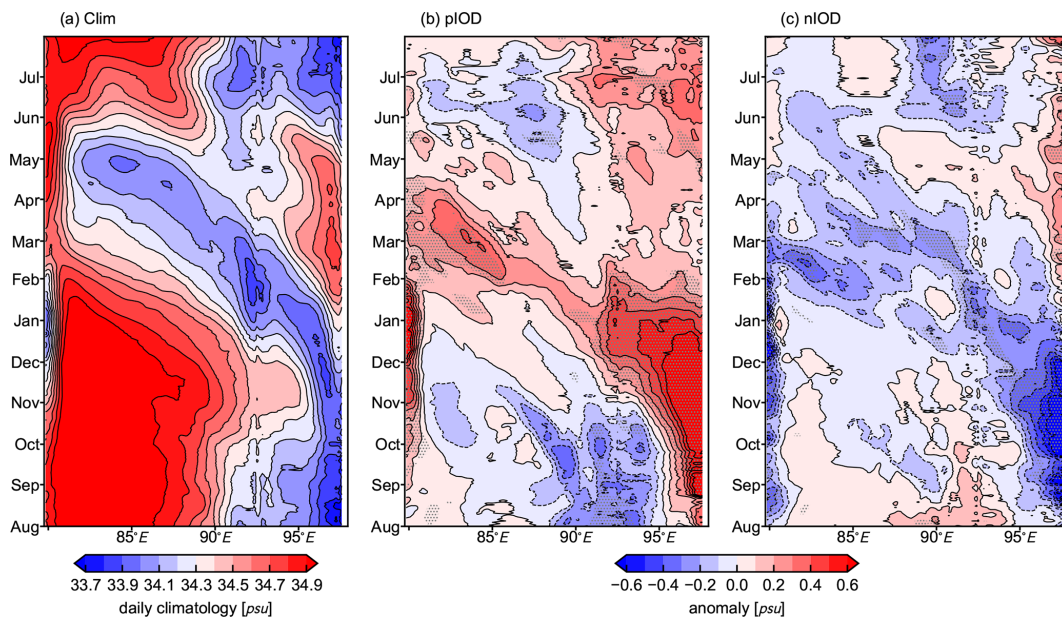 (a) Clim
(b) pIOD
(c) nIOD
Jul
Jun
May
Apr
Mar
Feb
Jan
Dec
Nov
Oct
Sep
Aug
85°E 90°E 95°E
Jul
Jun
May
Apr
Mar
Feb
Jan
Dec
Nov
Oct
Sep
Aug
85°E 90°E 95°E
Jul
Jun
May
Apr
Mar
Feb
Jan
Dec
Nov
Oct
Sep
Aug
85°E 90°E 95°E
33.7 33.9 34.1 34.3 34.5 34.7 34.9
daily climatology [psu]
−0.6 −0.4 −0.2 0.0 0.2 0.4 0.6
anomaly [psu]